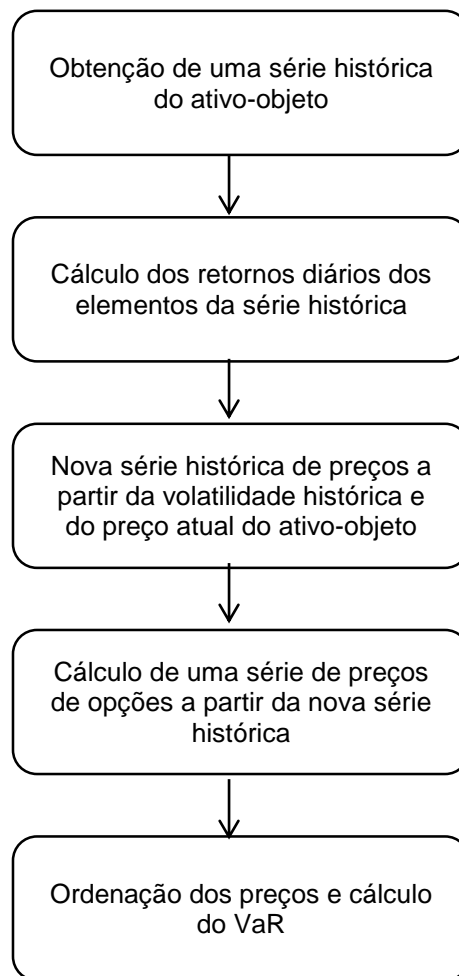 Obtenção de uma série histórica
do ativo-objeto
Cálculo dos retornos diários dos
elementos da série histórica
Nova série histórica de preços a
partir da volatilidade histórica e
do preço atual do ativo-objeto
Cálculo de uma série de preços
de opções a partir da nova série
histórica
Ordenação dos preços e cálculo
do VaR